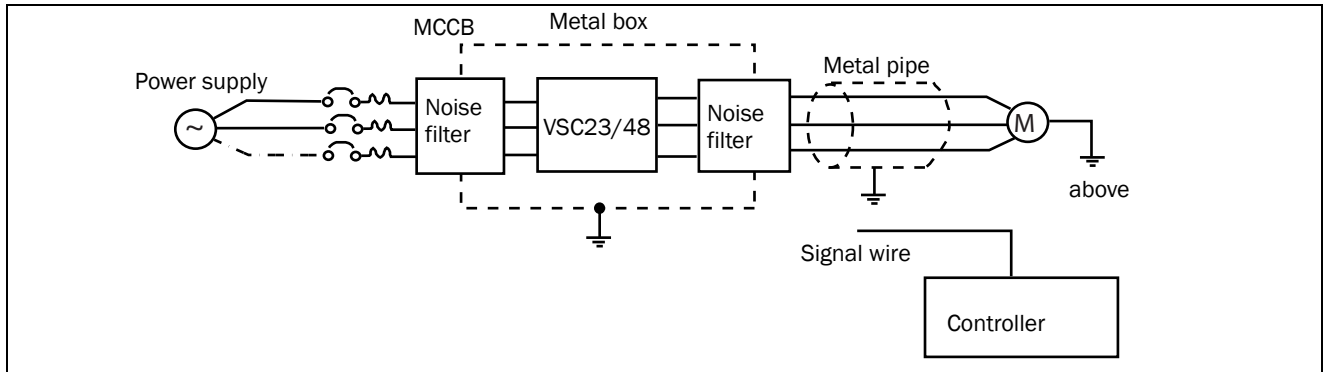 MCCB
Metal box
Power supply
Metal pipe
~
Noise
filter
VSC23/48
Noise
filter
M
above
Signal wire
Controller